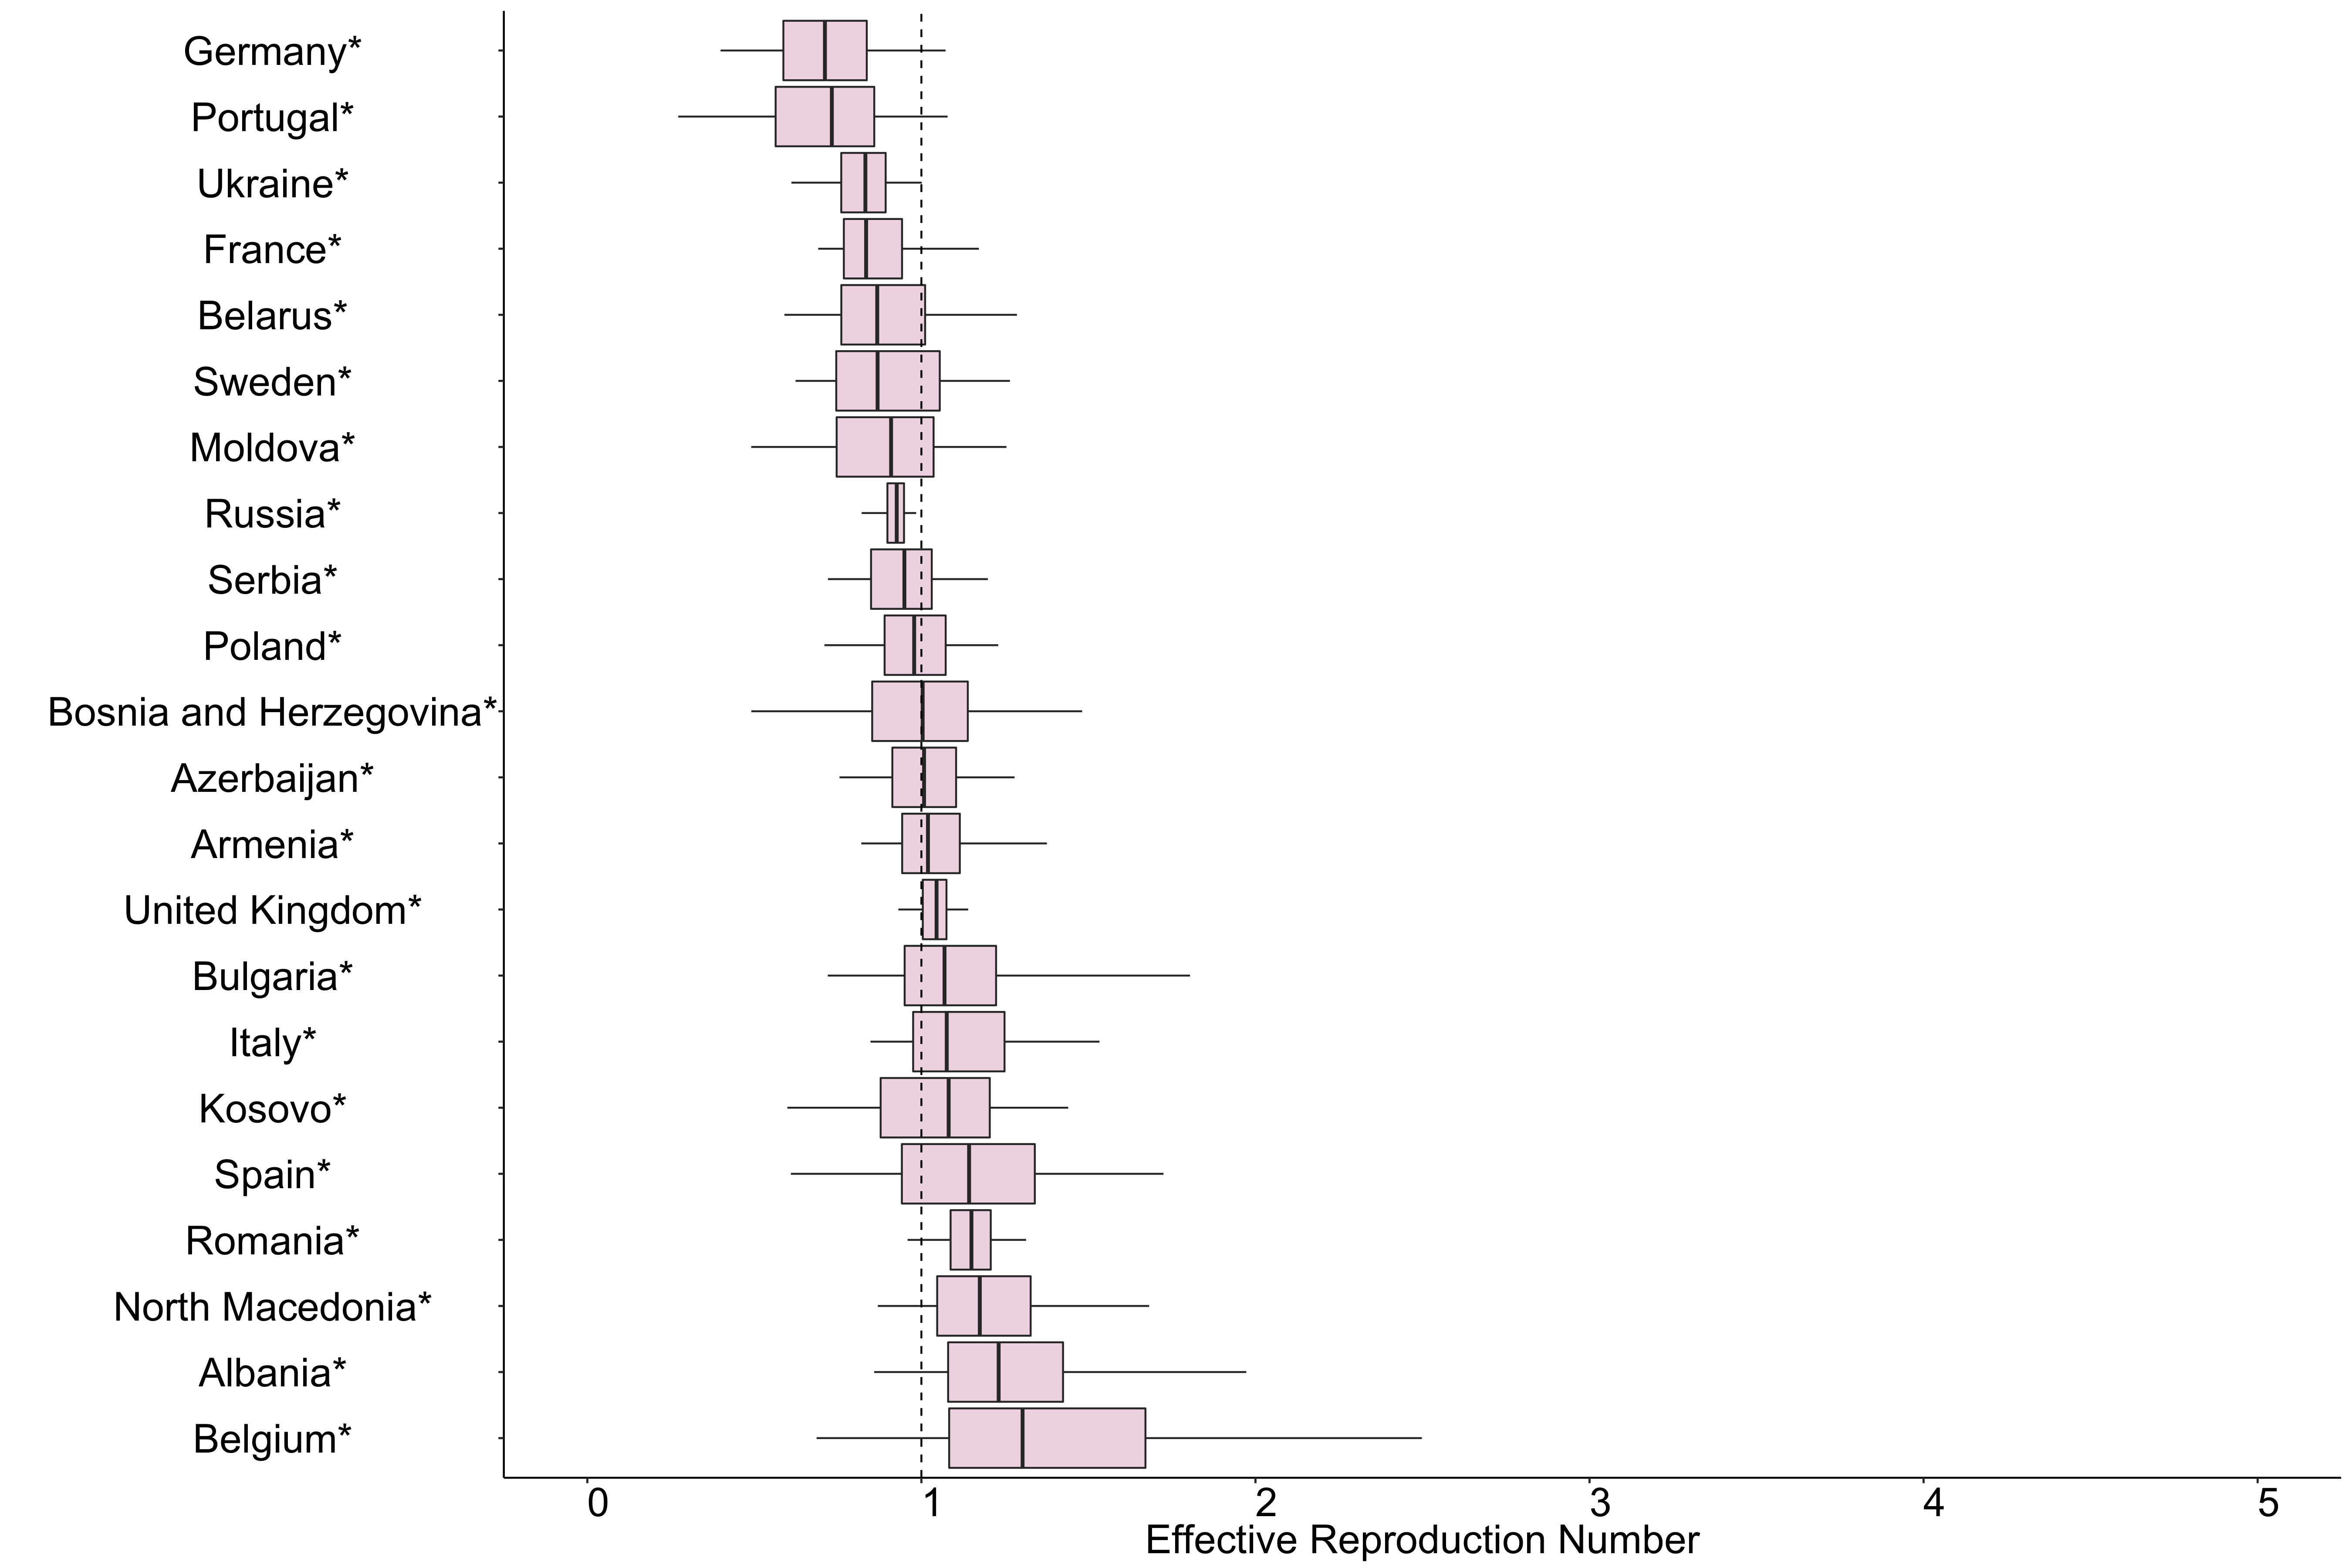 Germany*
Portugal*
Ukraine*
France*
Belarus*
Sweden*
Moldova*
Russia*
Serbia*
Poland*
Bosnia and Herzegovina*
Azerbaijan*
Armenia*
United Kingdom*
Bulgaria*
Italy*
Kosovo*
Spain*
Romania*
North Macedonia*
Albania*
Belgium*
0 1 2 3 4 5
Effective Reproduction Number